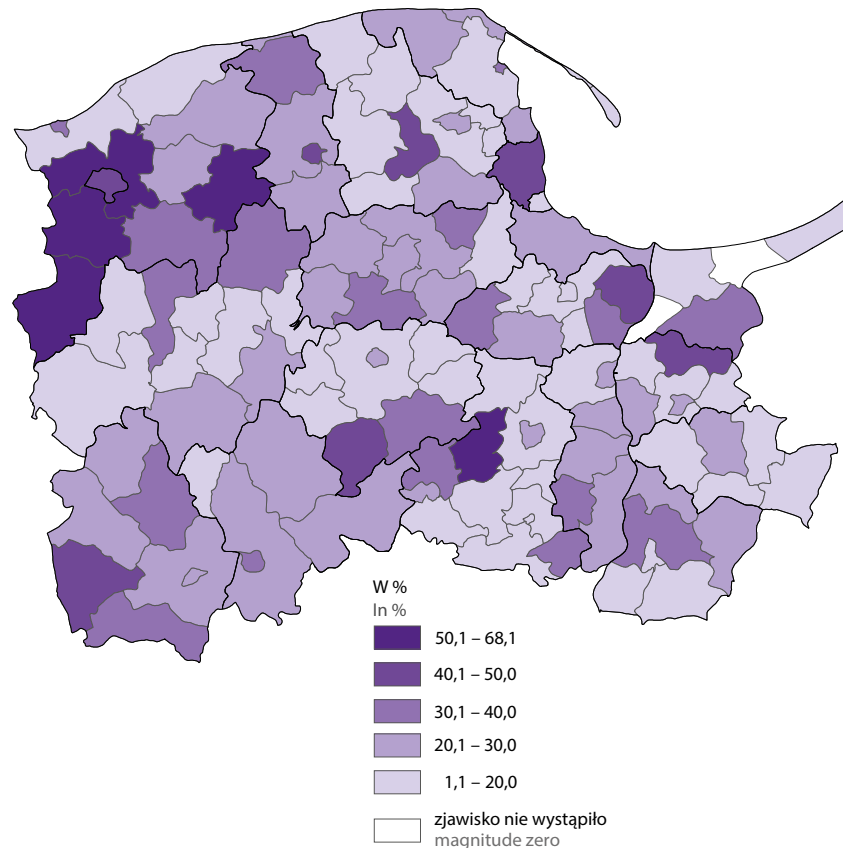 W %
In %
50,1 – 68,1
40,1 – 50,0
30,1 – 40,0
20,1 – 30,0
1,1 – 20,0
zjawisko nie wystąpiło
magnitude zero